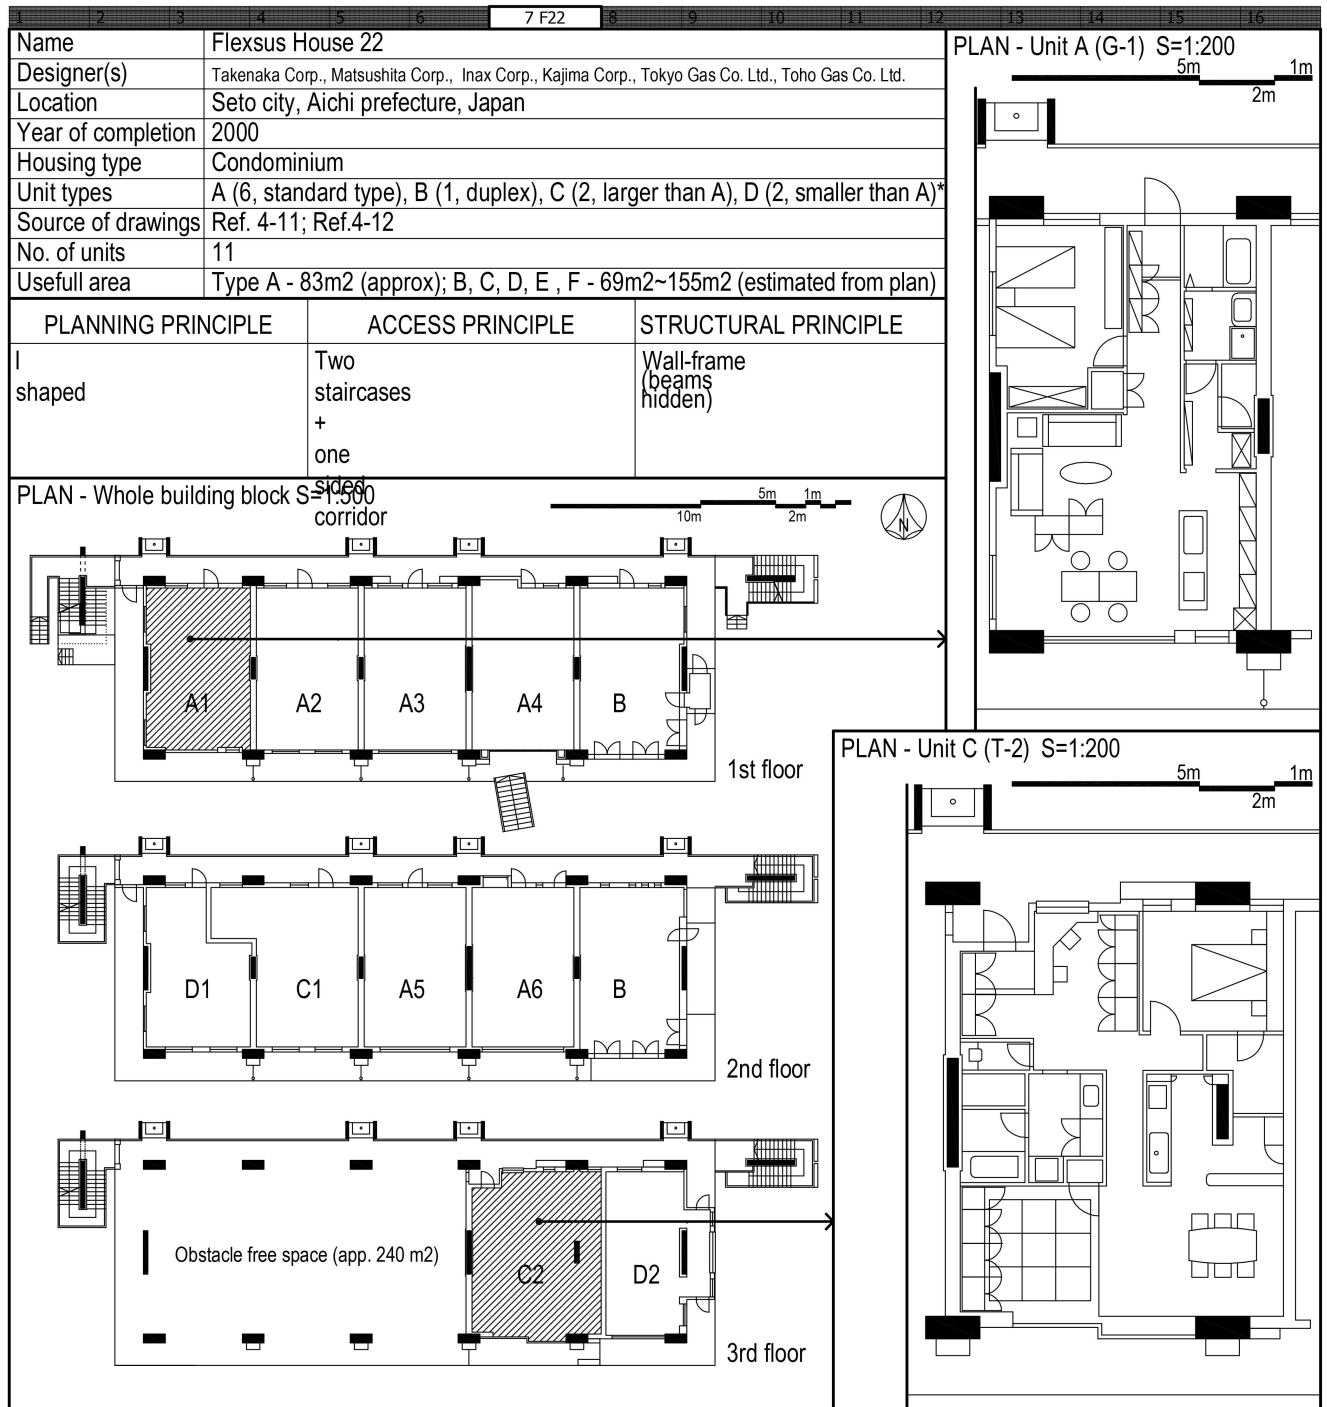 1 2 3 4 5 6 7 F22 8 9 10 11 12 13 14 15 16
Name Flexsus House 22
Designer(s) Takenaka Corp., Matsushita Corp., Inax Corp., Kajima Corp., Tokyo Gas Co. Ltd., Toho Gas Co. Ltd.
Location Seto city, Aichi prefecture, Japan
Year of completion 2000
Housing type Condominium
Unit types A (6, standard type), B (1, duplex), C (2, larger than A), D (2, smaller than A)*
Source of drawings Ref. 4-11; Ref.4-12
No. of units 11
Usefull area Type A - 83m2 (approx); B, C, D, E , F - 69m2~155m2 (estimated from plan)
PLANNING PRINCIPLE ACCESS PRINCIPLE STRUCTURAL PRINCIPLE
I
shaped
Two
staircases
+
one
sided
corridor
Wall-frame
(beams
hidden)
PLAN - Unit A (G-1) S=1:200
5m 1m
2m
PLAN - Whole building block S=1:500
5m 1m
10m 2m
N
A1 A2 A3 A4 B
1st floor
D1 C1 A5 A6 B
2nd floor
Obstacle free space (app. 240 m2)
C2 D2
3rd floor
PLAN - Unit C (T-2) S=1:200
5m 1m
2m